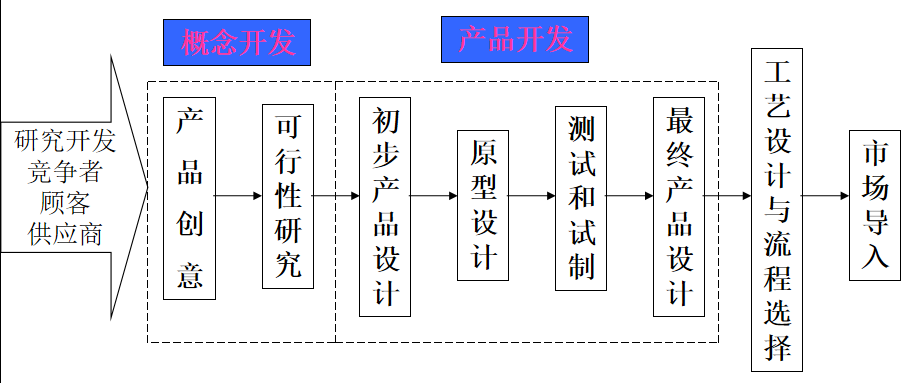 概念开发
产品开发
研究开发
竞争者
顾客
供应商
产品创意
可行性研究
初步产品设计
原型设计
测试和试制
最终产品设计
工艺设计与流程选择
市场导入